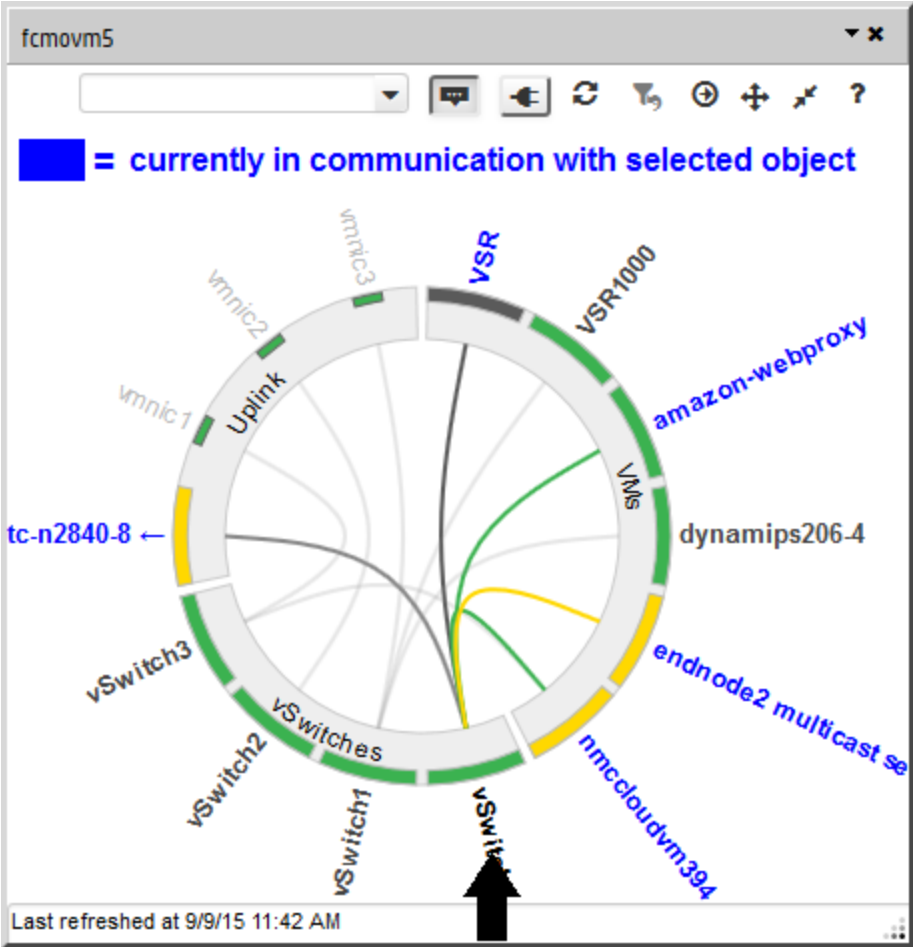 fcmovm5
?
= currently in communication with selected object
vmnic3
VSR
VSR1000
vmnic2
amazon-webproxy
vmnic1
Uplink
VMs
tc-n2840-8 ←
dynamips206-4
vSwitch3
endnode2 multicast se
vSwitches
vSwitch2
nmccloudvm394
vSwitch1
Last refreshed at 9/9/15 11:42 AM